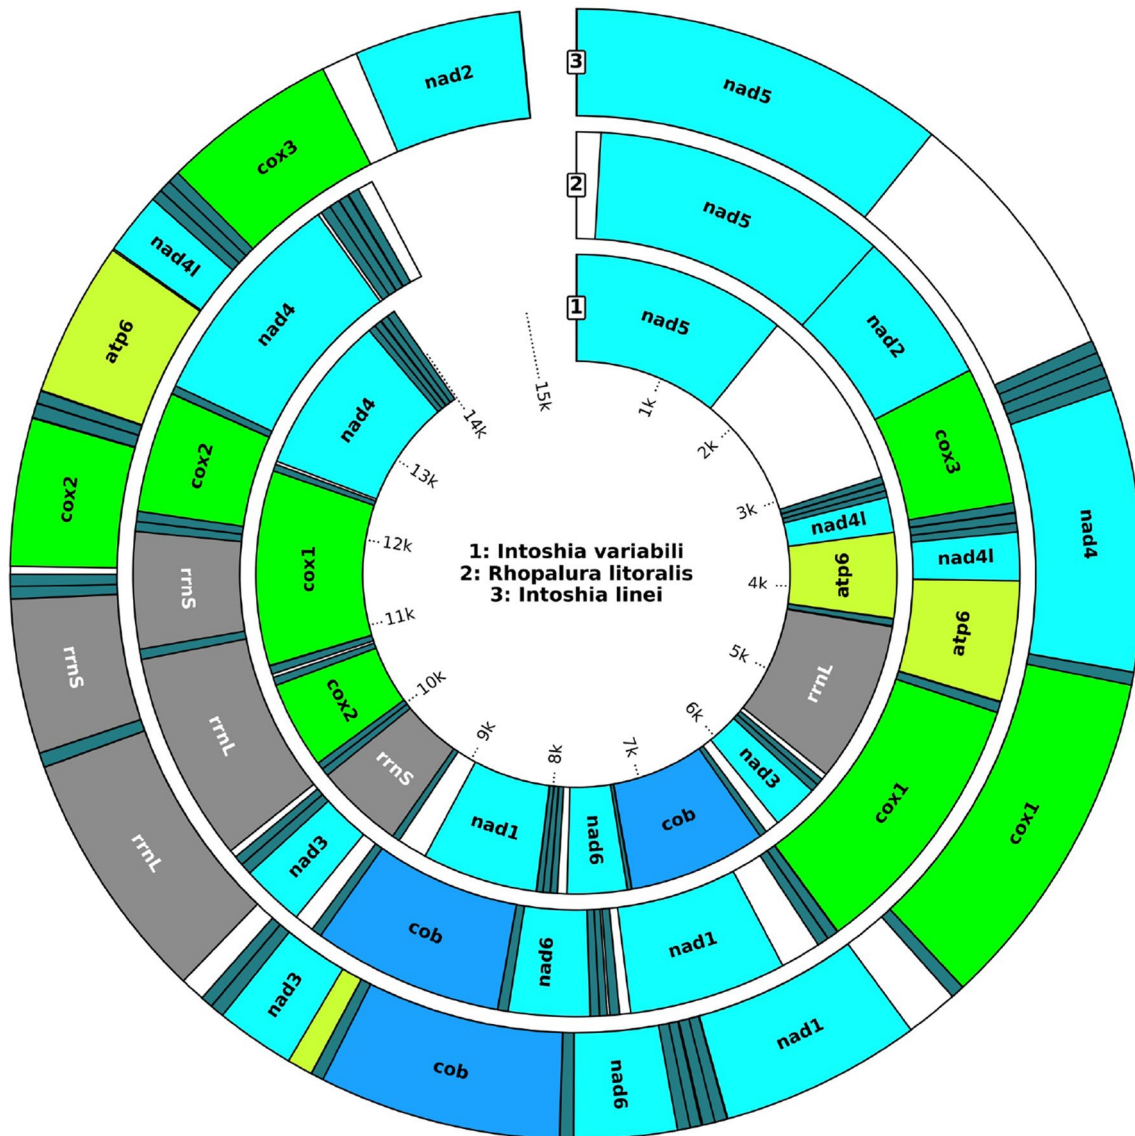 3
nad5
nad4
cox1
nad1
nad6
cob
nad3
rrnL
rrnS
cox2
atp6
nad4l
cox3
nad2
2
nad5
nad2
cox3
nad4l
atp6
cox1
nad1
nad6
cob
nad3
rrnL
rrnS
cox2
nad4
1
nad5
nad4l
atp6
rrnL
nad3
cob
nad6
nad1
rrnS
cox2
cox1
nad4
1k
2k
3k
4k
5k
6k
7k
8k
9k
10k
11k
12k
13k
14k
15k
1: Intoshia variabili
2: Rhopalura litoralis
3: Intoshia linei